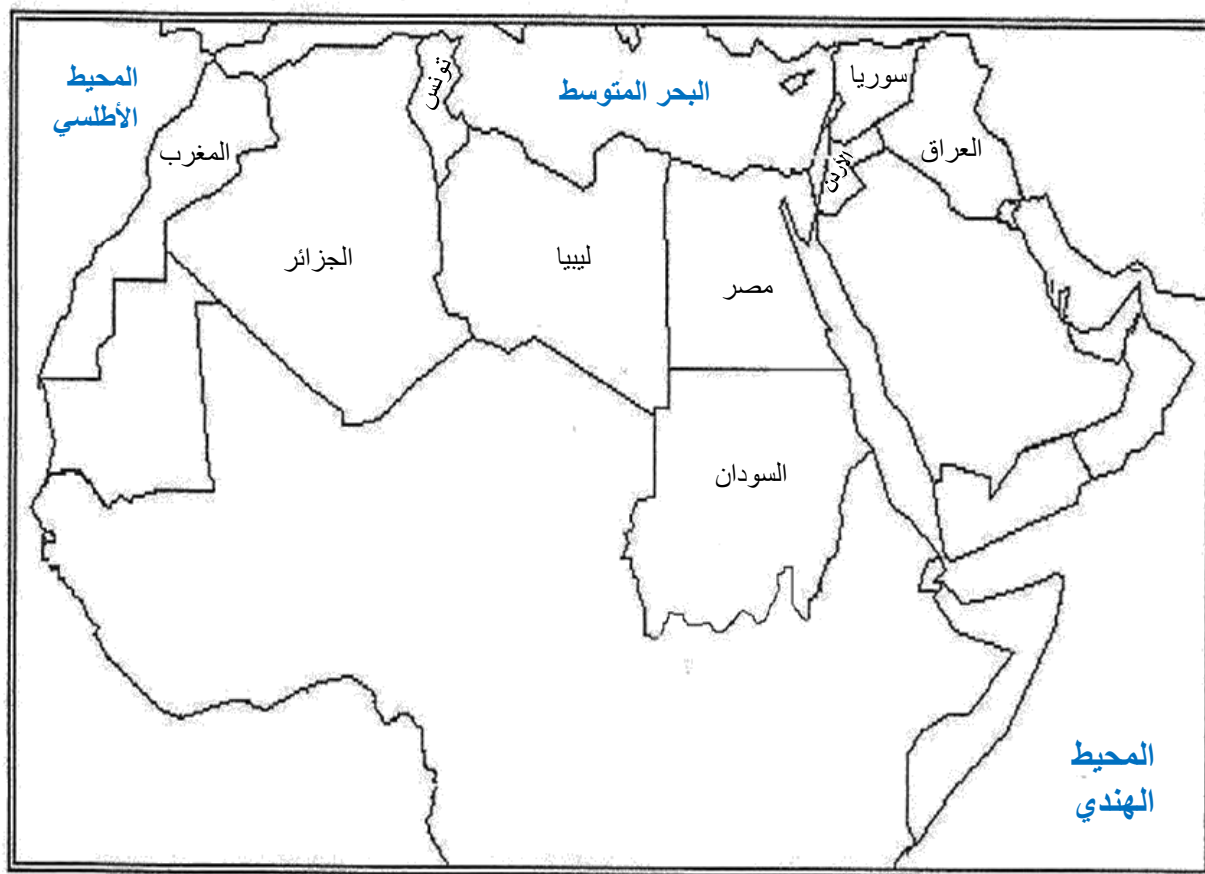 المحيط
الأطلسي
البحر المتوسط
تونس
سوريا
المغرب
العراق
الأردن
الجزائر
ليبيا
مصر
السودان
المحيط
الهندي